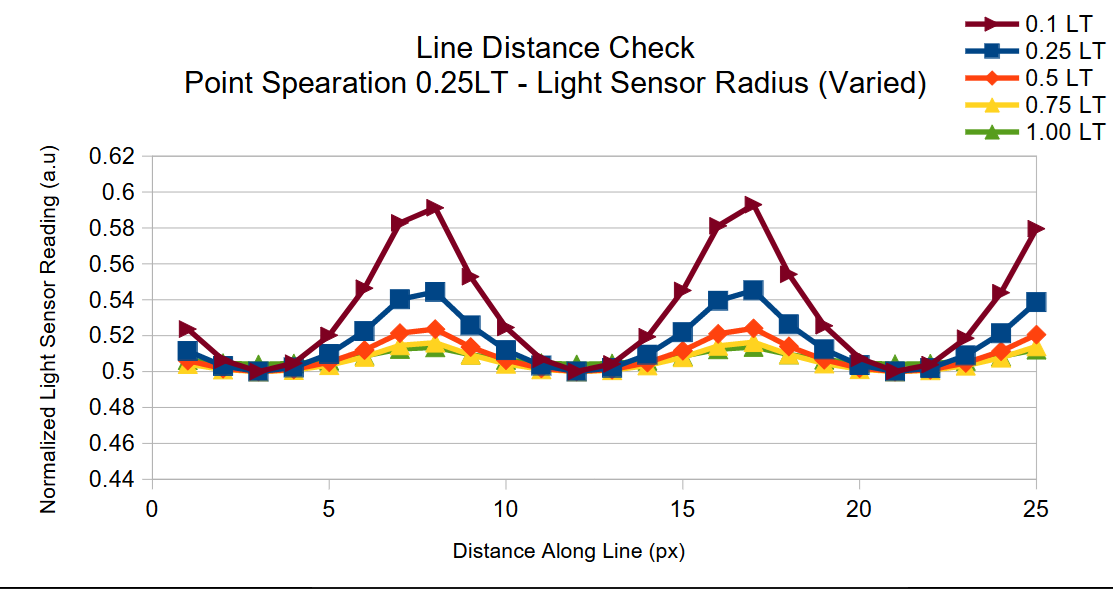 Line Distance Check
Point Spearation 0.25LT - Light Sensor Radius (Varied)
0.1 LT
0.25 LT
0.5 LT
0.75 LT
1.00 LT
Normalized Light Sensor Reading (a.u)
0.62
0.6
0.58
0.56
0.54
0.52
0.5
0.48
0.46
0.44
0 5 10 15 20 25
Distance Along Line (px)